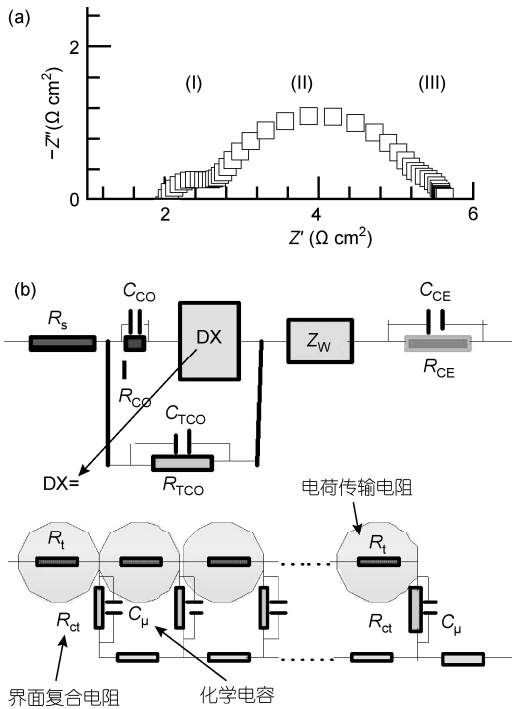 (a)
2
(I) (II) (III)
−Z″(Ω cm²)
0
2 4 6
Z′ (Ω cm²)
(b)
C_CO C_CE
R_s DX Z_W
R_CO R_CE
C_TCO
R_TCO
DX=
电荷传输电阻
R_t R_t
R_ct C_μ R_ct C_μ
界面复合电阻 化学电容